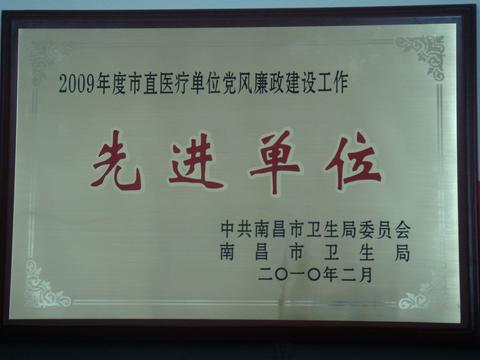 2009年度市直医疗单位党风廉政建设工作
先进单位
中共南昌市卫生局委员会
南昌市卫生局
二〇一〇年二月